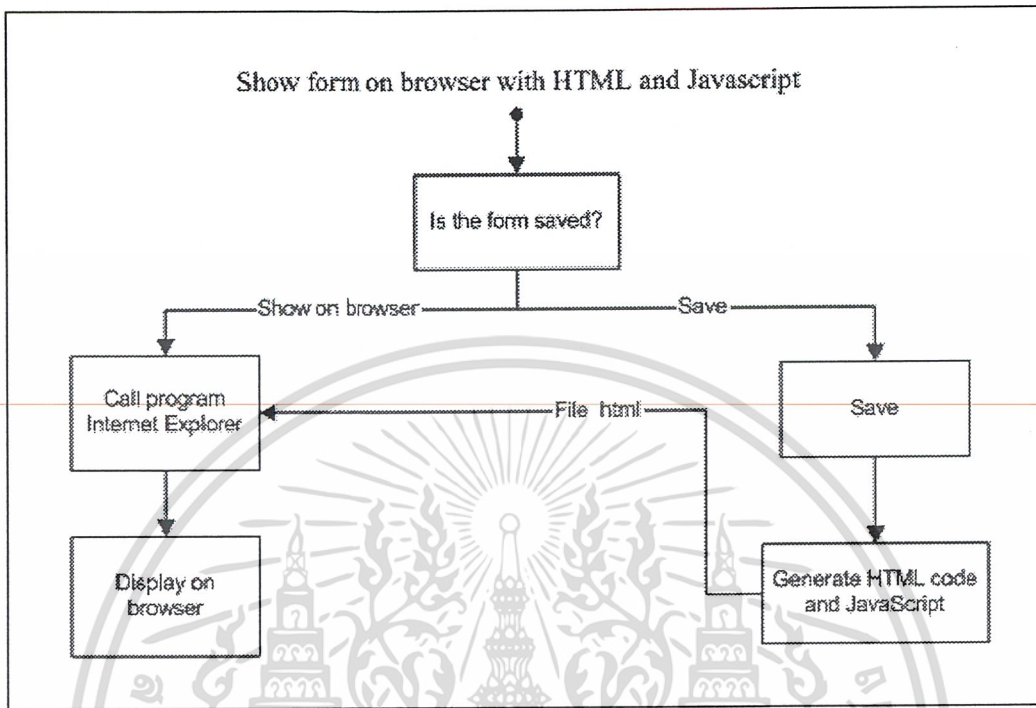 Show form on browser with HTML and Javascript
Is the form saved?
Show on browser
Save
Call program
Internet Explorer
File html
Save
Display on
browser
Generate HTML code
and JavaScript